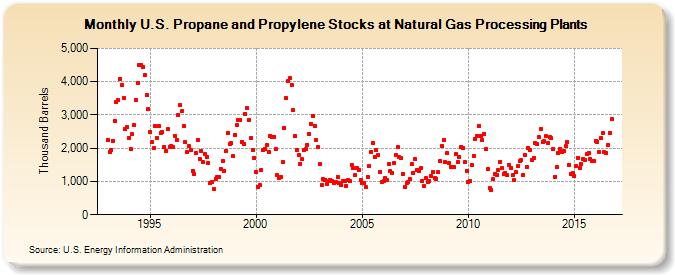 Monthly U.S. Propane and Propylene Stocks at Natural Gas Processing Plants
Thousand Barrels
5,000
4,000
3,000
2,000
1,000
0
1995 2000 2005 2010 2015
Source: U.S. Energy Information Administration